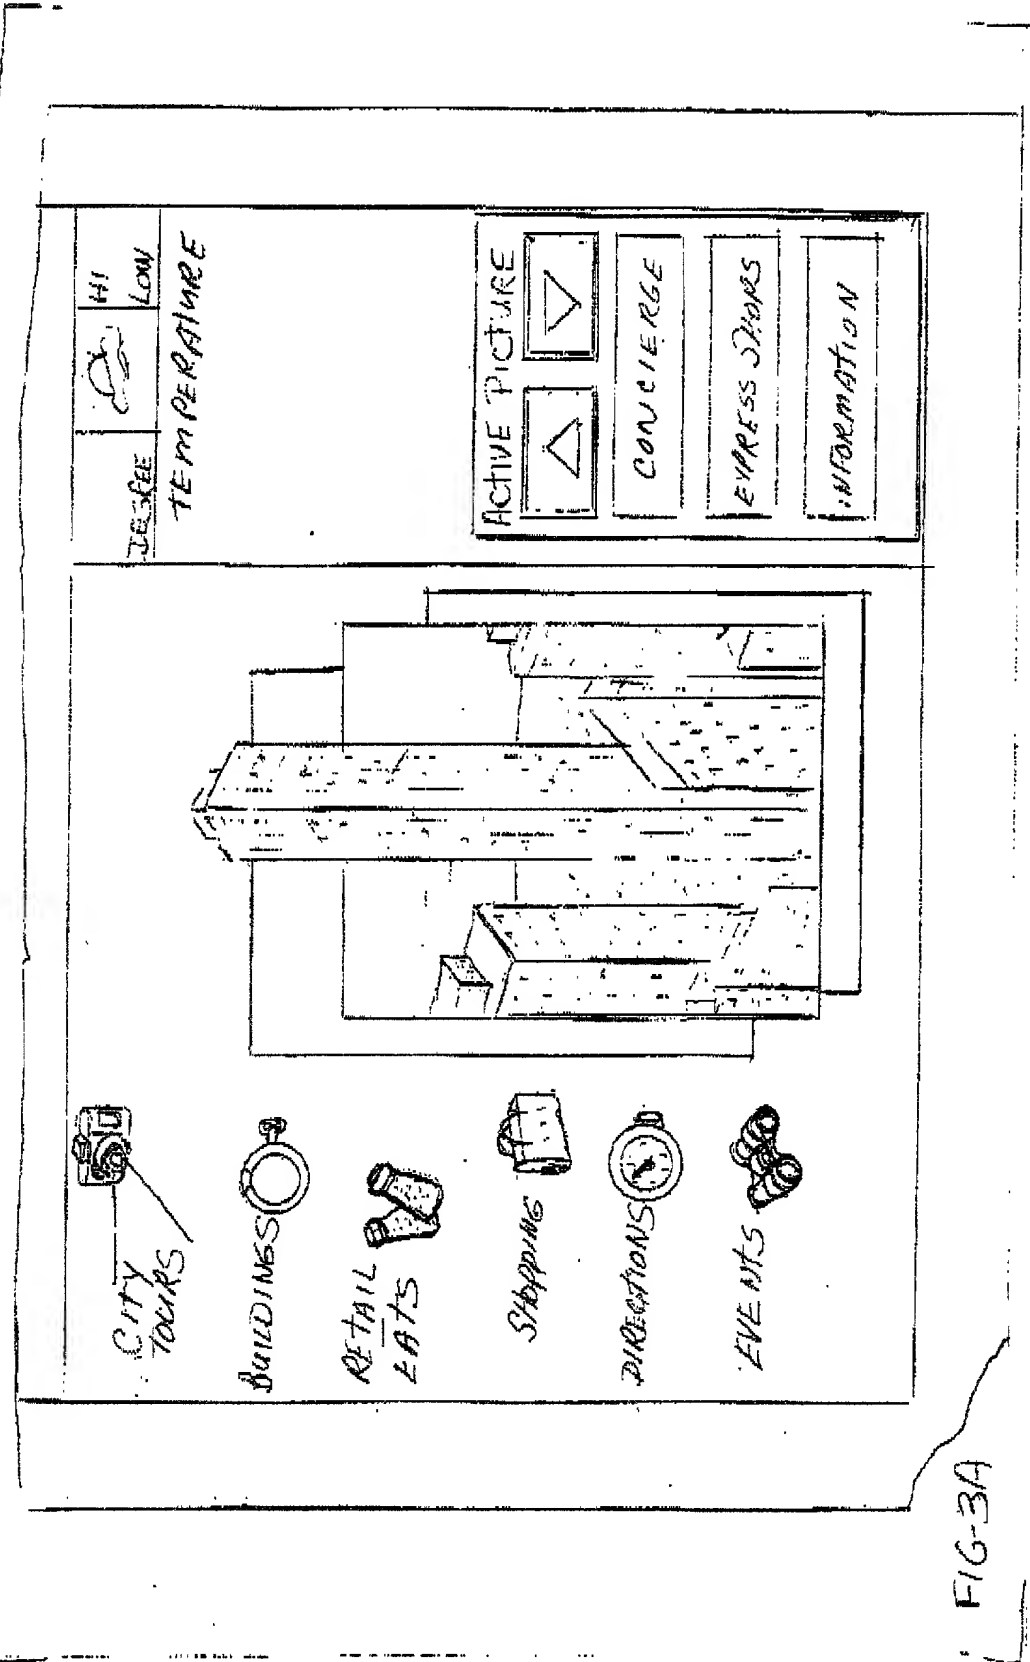 CITY
TOURS
BUILDINGS
RETAIL
EATS
SHOPPING
DIRECTIONS
EVENTS
HI
LOW
TEMPERATURE
ACTIVE PICTURE
CONCIERGE
EXPRESS SHOPS
INFORMATION
FIG-3A